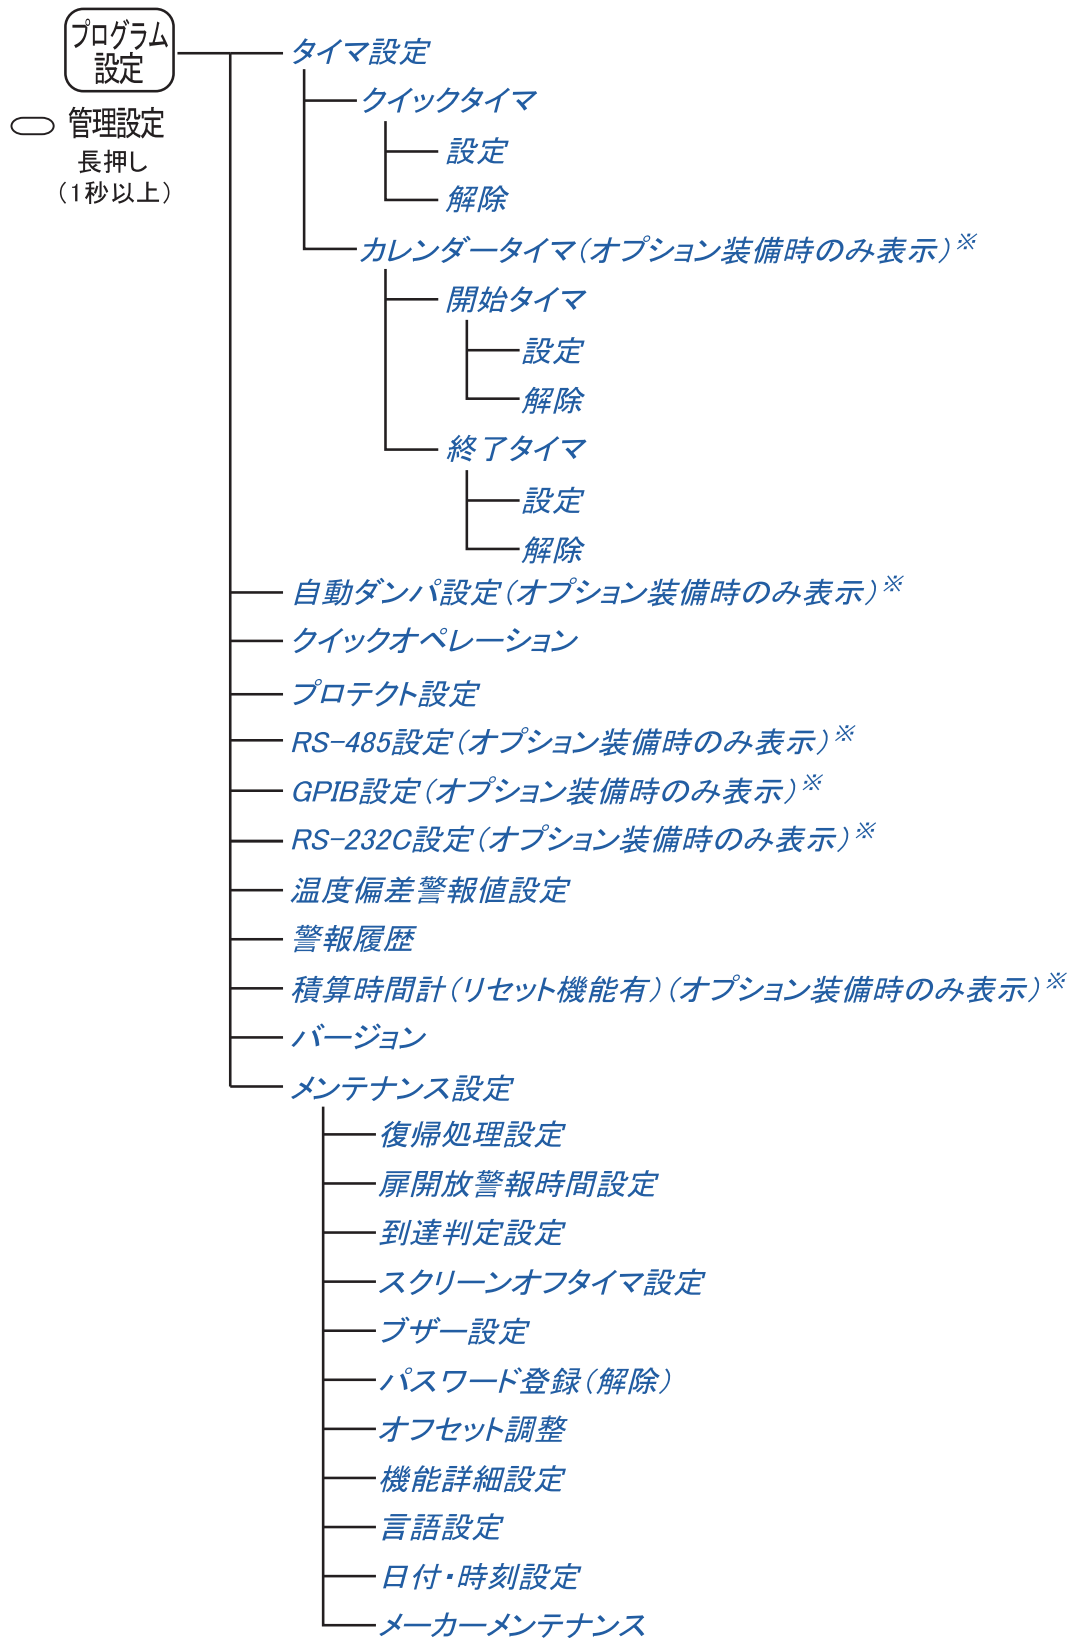 プログラム
設定
管理設定
長押し
（1秒以上）
タイマ設定
クイックタイマ
設定
解除
カレンダータイマ（オプション装備時のみ表示）※
開始タイマ
設定
解除
終了タイマ
設定
解除
自動ダンパ設定（オプション装備時のみ表示）※
クイックオペレーション
プロテクト設定
RS-485設定（オプション装備時のみ表示）※
GPIB設定（オプション装備時のみ表示）※
RS-232C設定（オプション装備時のみ表示）※
温度偏差警報値設定
警報履歴
積算時間計（リセット機能有）（オプション装備時のみ表示）※
バージョン
メンテナンス設定
復帰処理設定
扉開放警報時間設定
到達判定設定
スクリーンオフタイマ設定
ブザー設定
パスワード登録（解除）
オフセット調整
機能詳細設定
言語設定
日付・時刻設定
メーカーメンテナンス